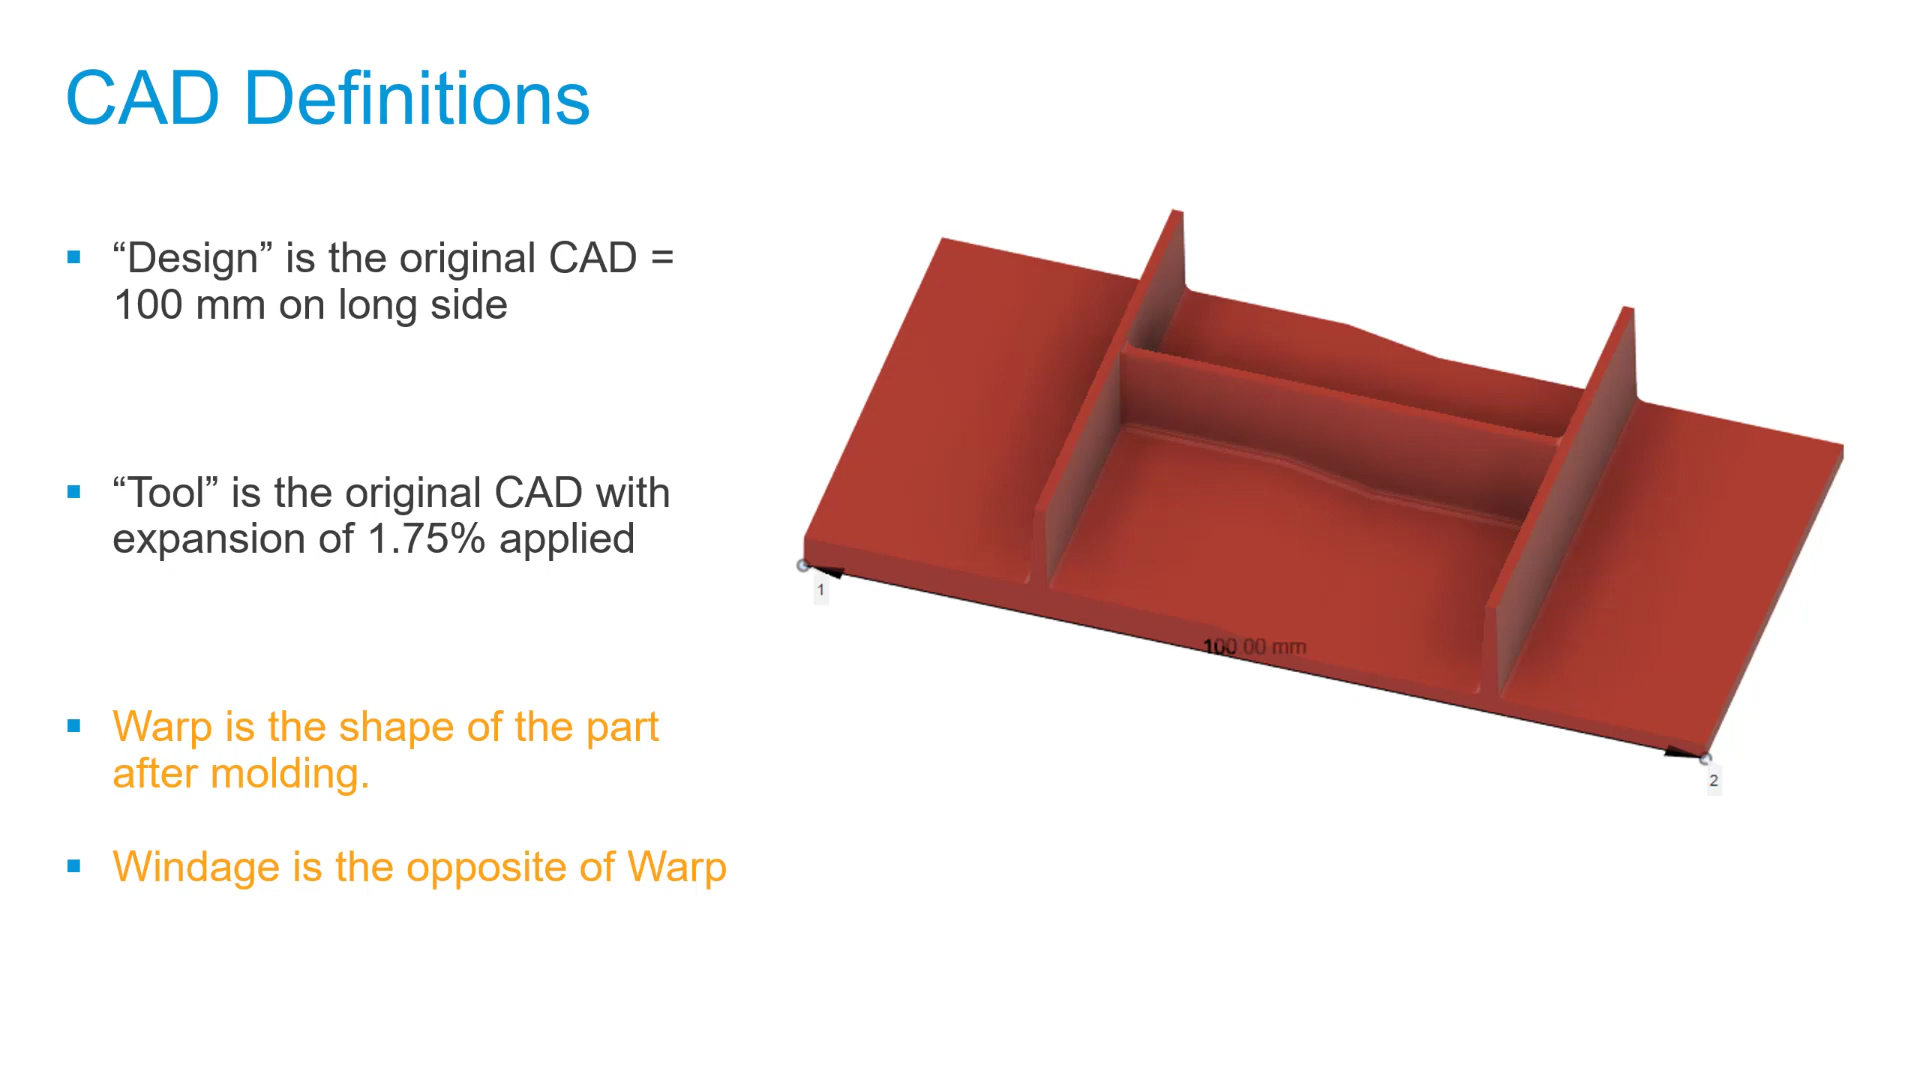 CAD Definitions
“Design” is the original CAD =
100 mm on long side
“Tool” is the original CAD with
expansion of 1.75% applied
Warp is the shape of the part
after molding.
Windage is the opposite of Warp
1
100.00 mm
2